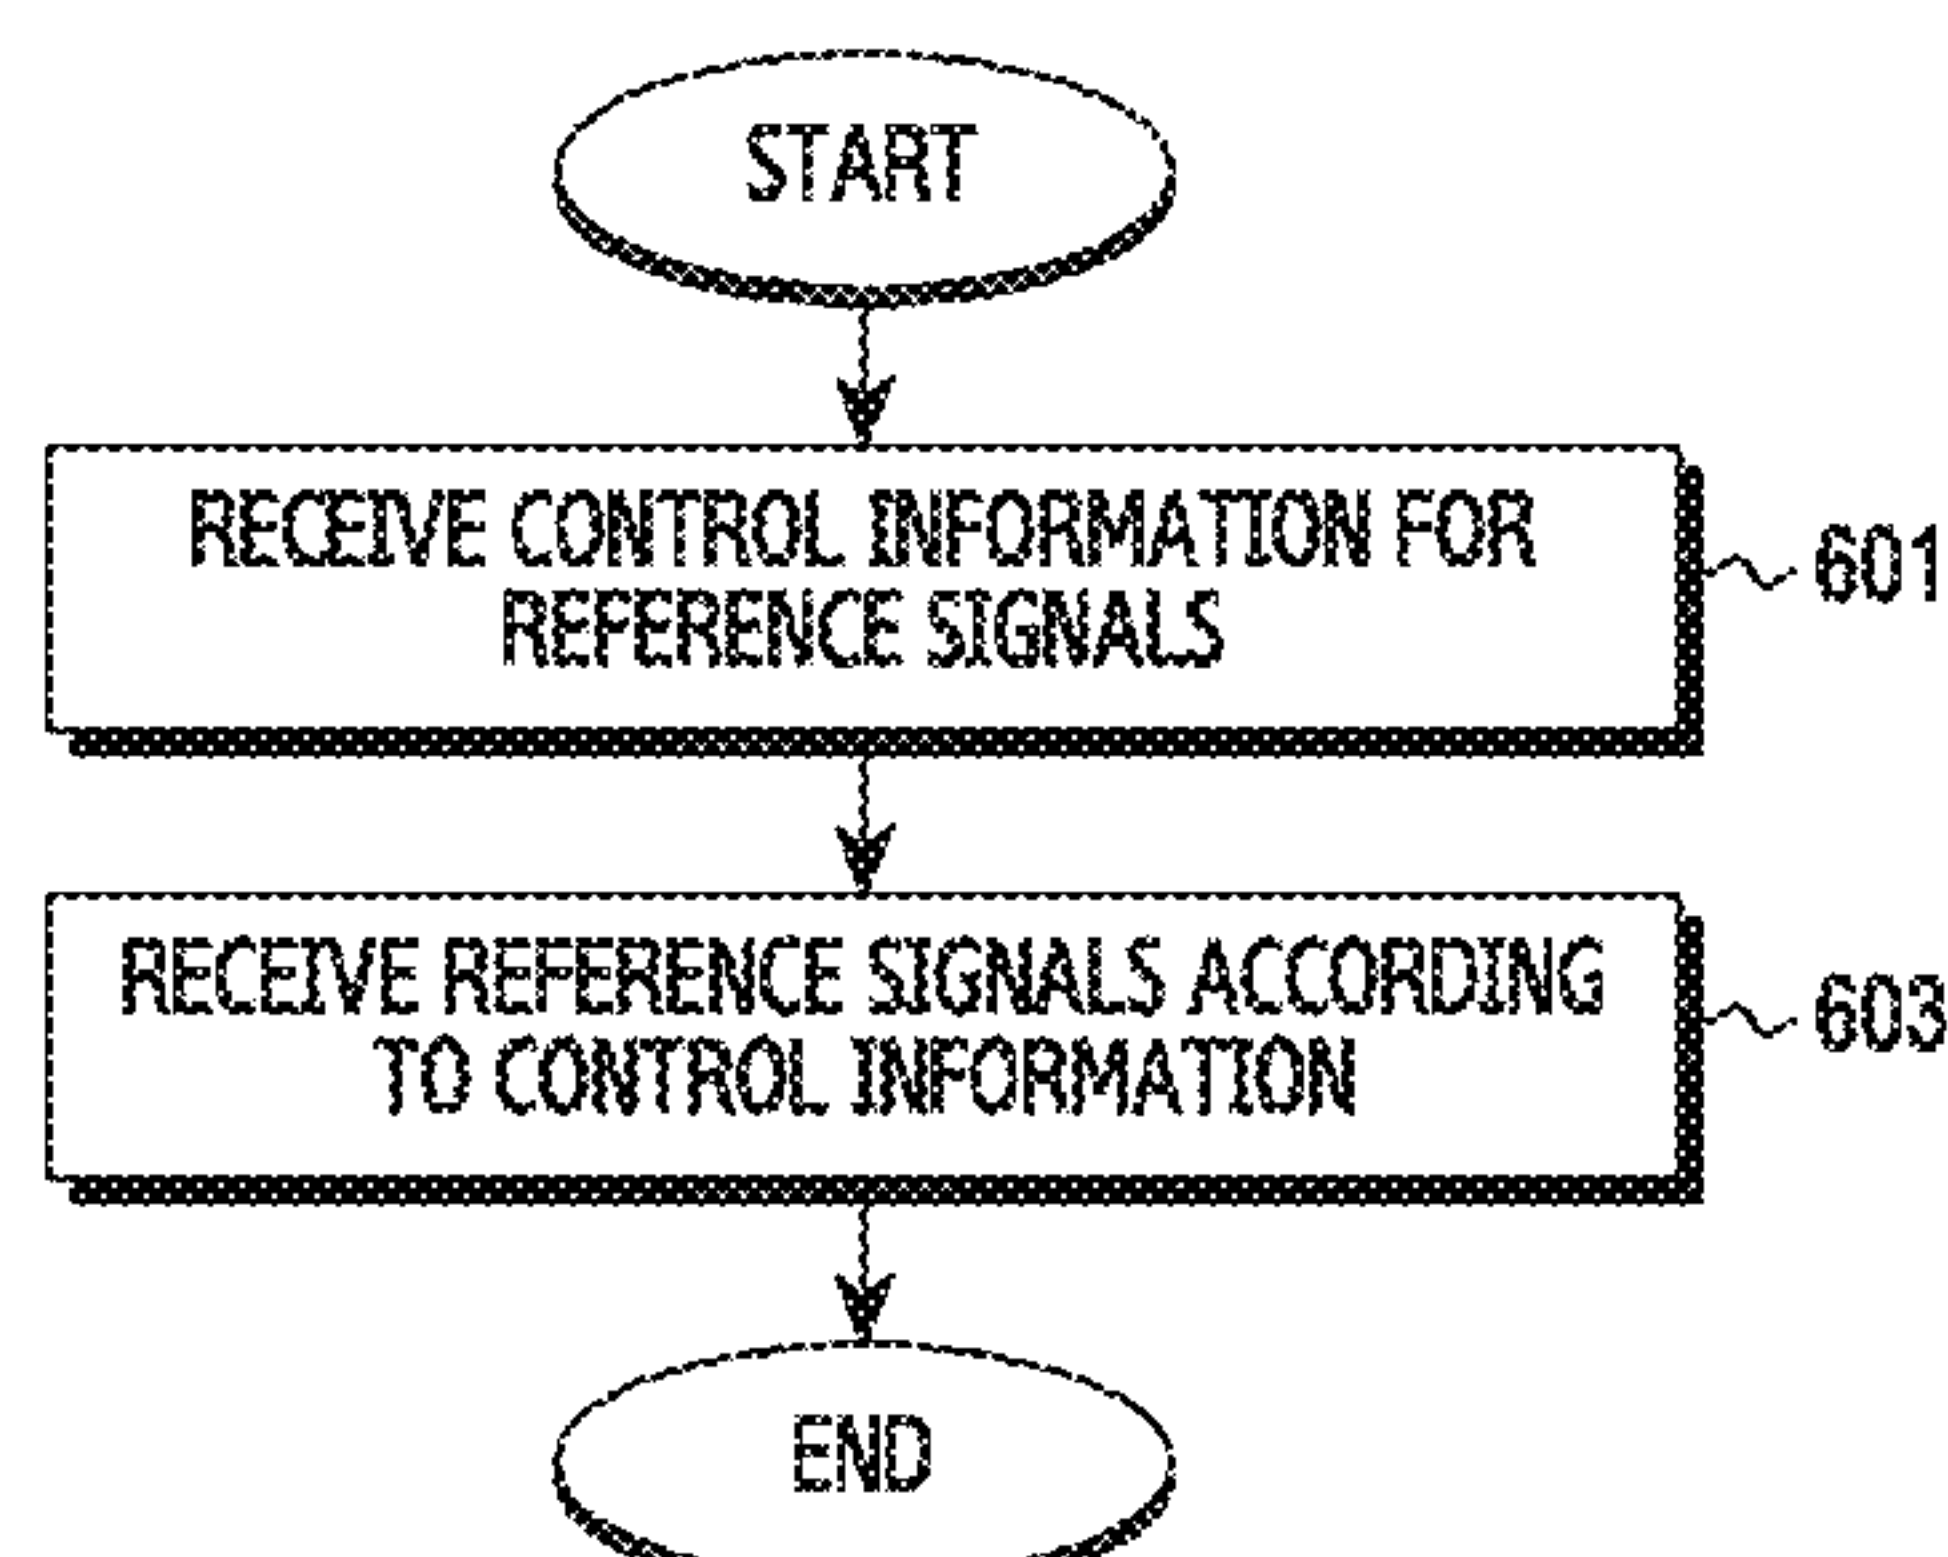 START
RECEIVE CONTROL INFORMATION FOR
REFERENCE SIGNALS
601
RECEIVE REFERENCE SIGNALS ACCORDING
TO CONTROL INFORMATION
603
END